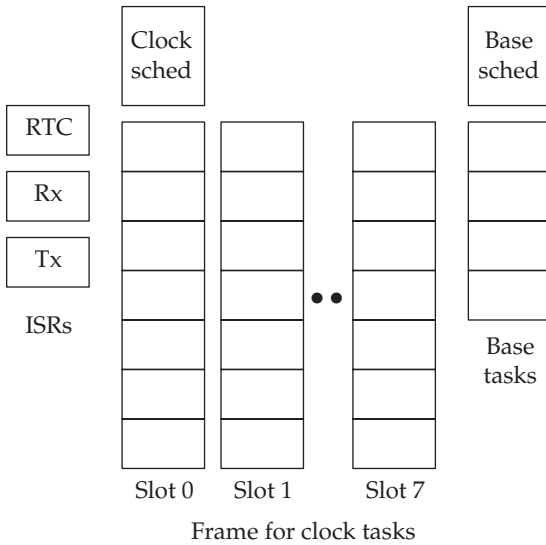 Clock
sched
Base
sched
RTC
Rx
Tx
ISRs
Base
tasks
Slot 0
Slot 1
Slot 7
Frame for clock tasks